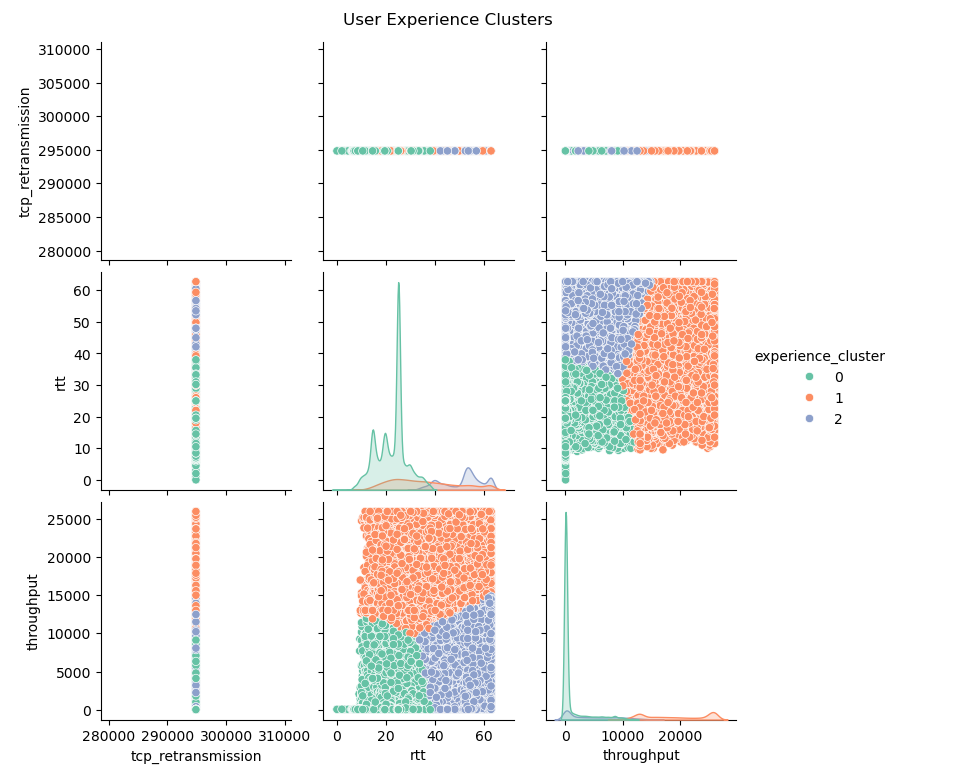 User Experience Clusters
310000
305000
300000
295000
290000
285000
280000
tcp_retransmission
60
50
40
30
20
10
0
rtt
experience_cluster
0
1
2
25000
20000
15000
10000
5000
0
throughput
280000 290000 300000 310000
tcp_retransmission
0 20 40 60
rtt
0 10000 20000
throughput